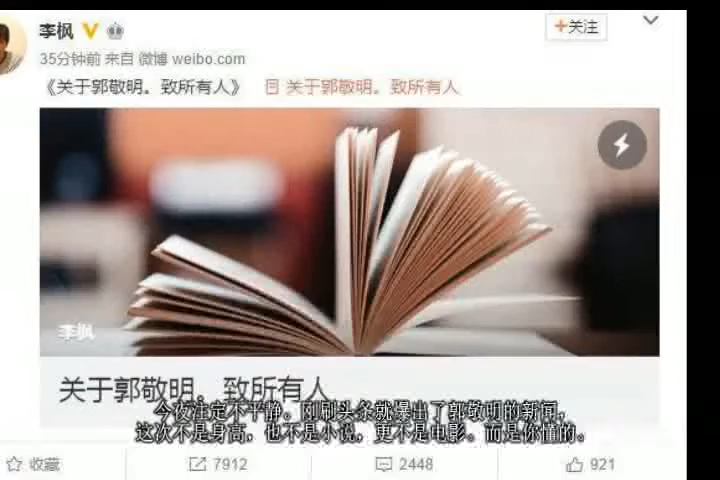 李枫
+关注
35分钟前 来自 微博 weibo.com
《关于郭敬明。致所有人》 关于郭敬明。致所有人
李枫
关于郭敬明。致所有人
今夜注定不平静。刚刷头条就爆出了郭敬明的新闻,
这次不是身高,也不是小说,更不是电影。而是你懂的。
收藏
7912
2448
921